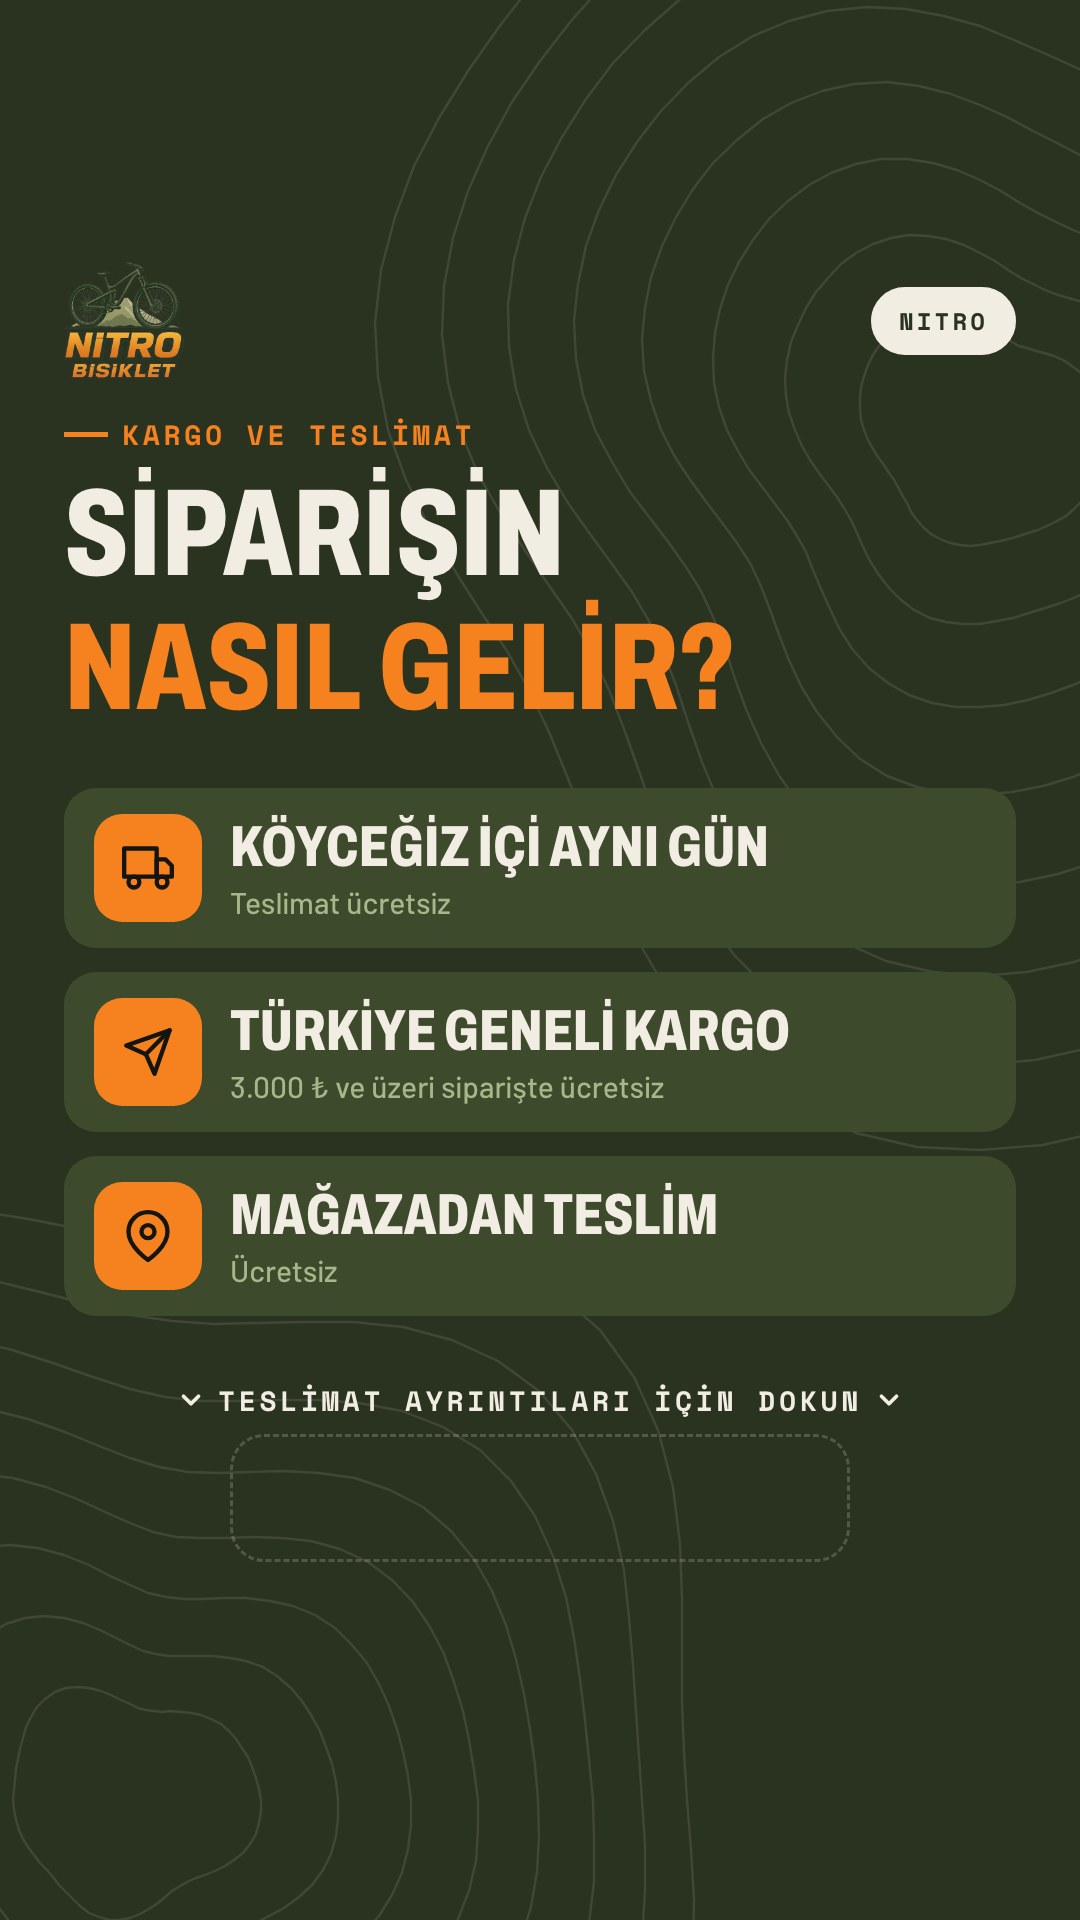 NiTRO
BiSiKLET
NITRO
KARGO VE TESLİMAT
SİPARİŞİN
NASIL GELİR?
KÖYCEĞİZ İÇİ AYNI GÜN
Teslimat ücretsiz
TÜRKİYE GENELİ KARGO
3.000 ₺ ve üzeri siparişte ücretsiz
MAĞAZADAN TESLİM
Ücretsiz
TESLİMAT AYRINTILARI İÇİN DOKUN